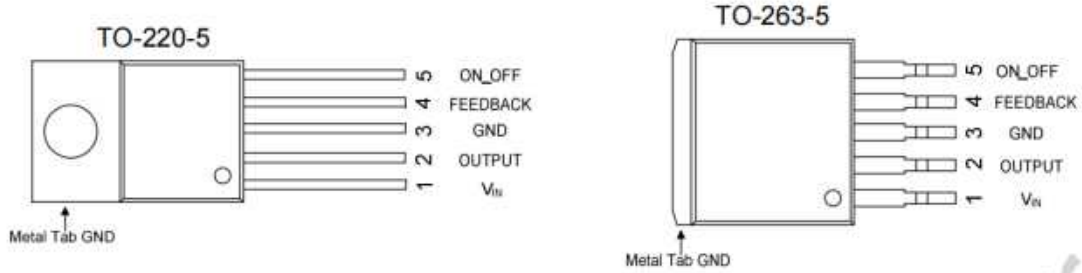 TO-220-5
5 ON_OFF
4 FEEDBACK
3 GND
2 OUTPUT
1 VIN
Metal Tab GND
TO-263-5
5 ON_OFF
4 FEEDBACK
3 GND
2 OUTPUT
1 VIN
Metal Tab GND